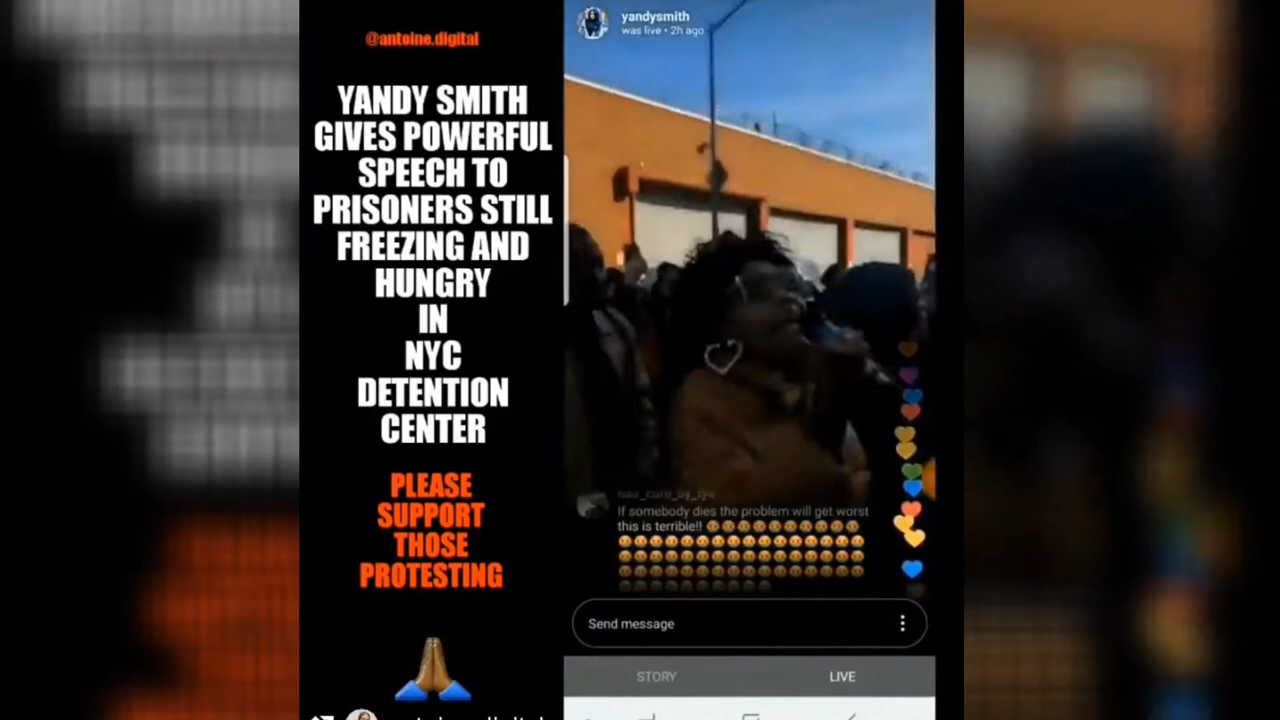 @antoine.digital
YANDY SMITH
GIVES POWERFUL
SPEECH TO
PRISONERS STILL
FREEZING AND
HUNGRY
IN
NYC
DETENTION
CENTER
PLEASE
SUPPORT
THOSE
PROTESTING
yandysmith
was live • 2h ago
If somebody dies the problem will get worst
this is terrible!! 😡😡😡😡😡😡😡😡😡😡😡
Send message
STORY
LIVE